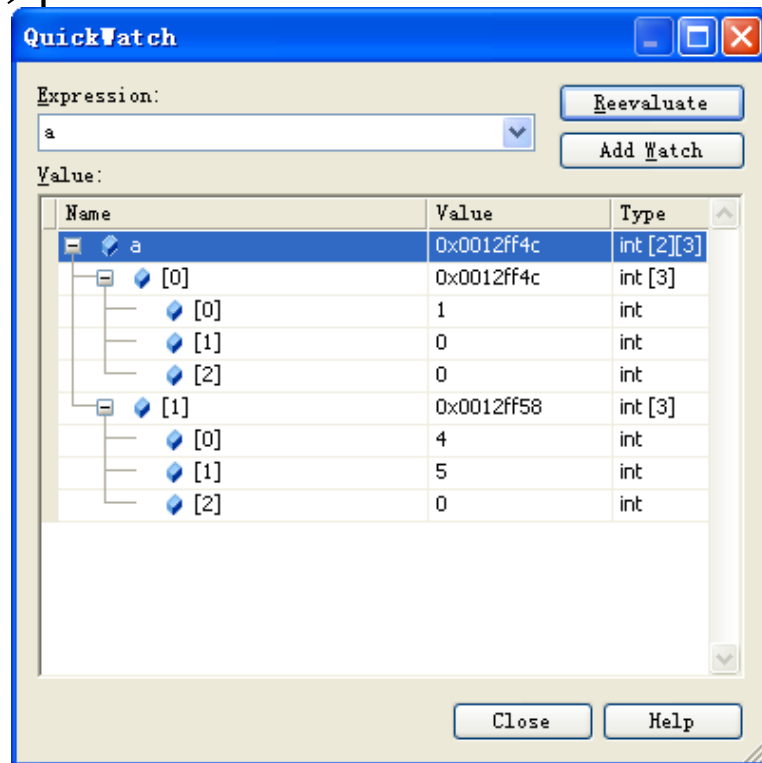 QuickWatch
Expression:
Reevaluate
a
Add Watch
Value:
Name Value Type
a 0x0012ff4c int [2][3]
[0] 0x0012ff4c int [3]
[0] 1 int
[1] 0 int
[2] 0 int
[1] 0x0012ff58 int [3]
[0] 4 int
[1] 5 int
[2] 0 int
Close Help